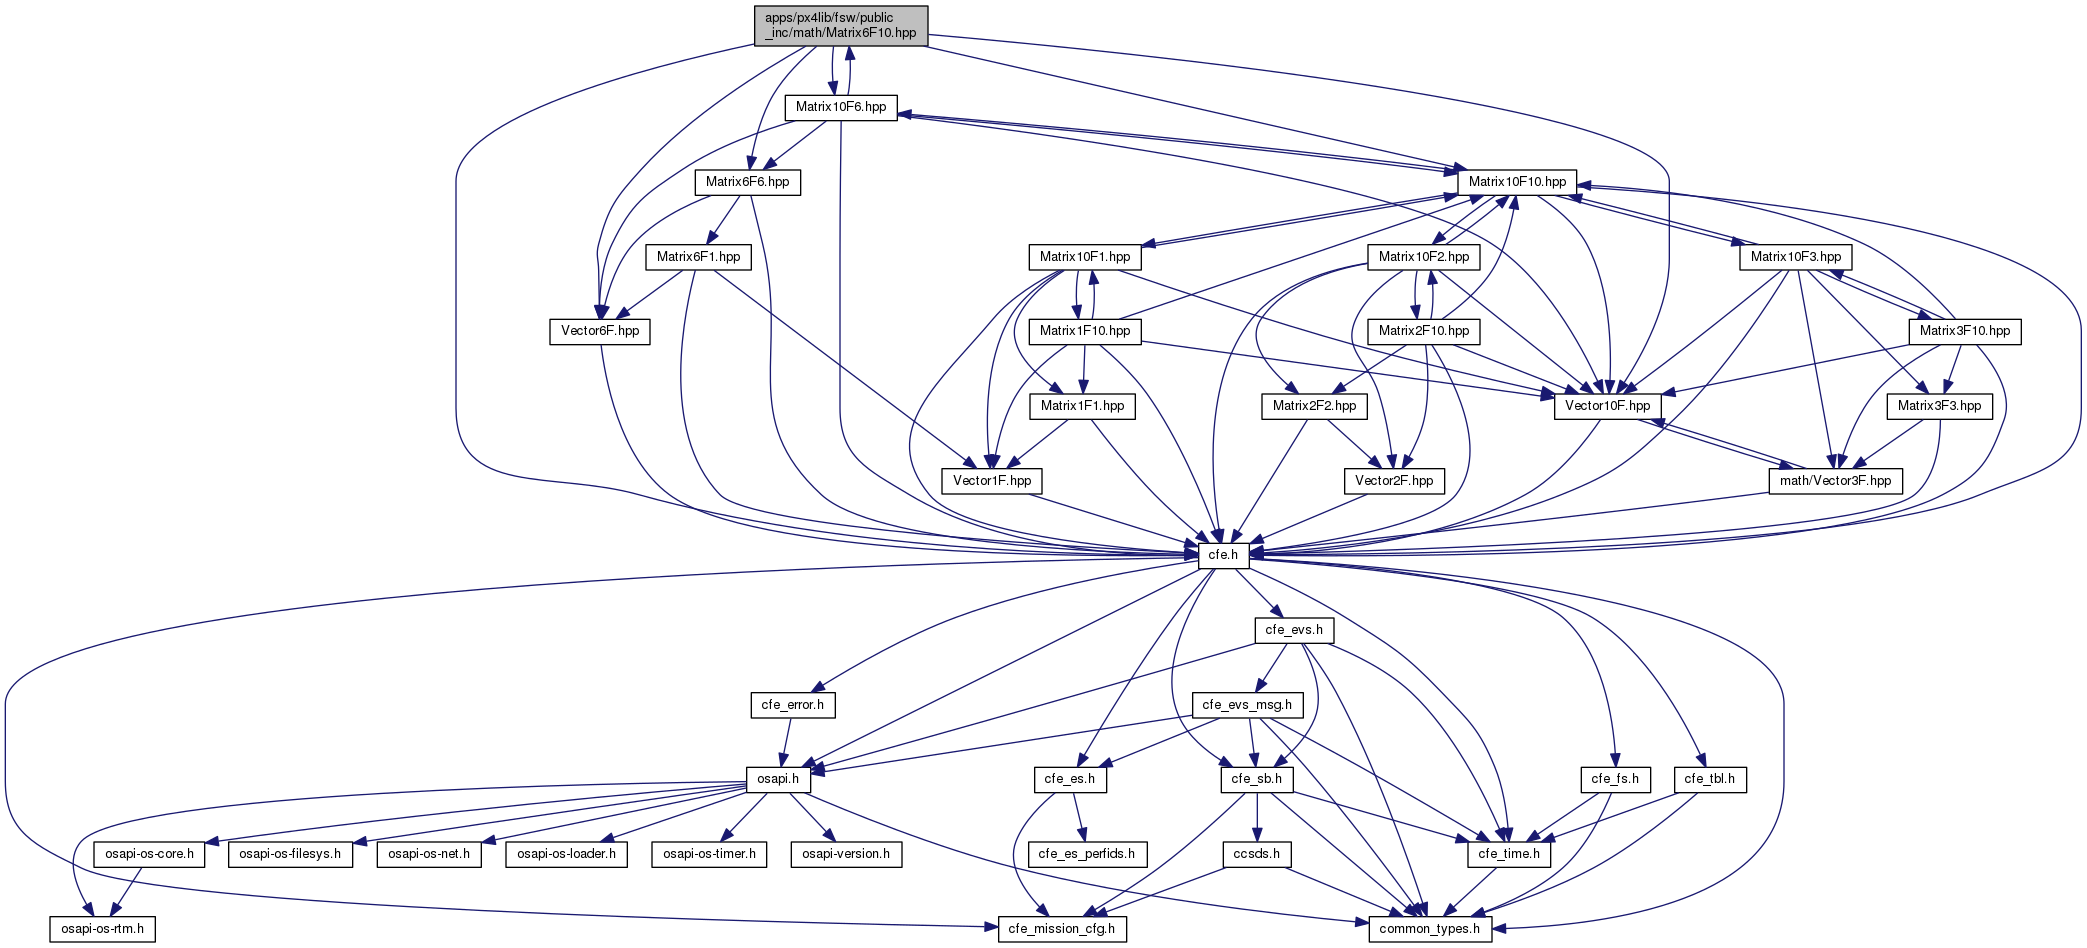 apps/px4lib/fsw/public
_inc/math/Matrix6F10.hpp
Matrix10F6.hpp
Matrix6F6.hpp
Matrix10F10.hpp
Matrix6F1.hpp
Matrix10F1.hpp
Matrix10F2.hpp
Matrix10F3.hpp
Vector6F.hpp
Matrix1F10.hpp
Matrix2F10.hpp
Matrix3F10.hpp
Matrix1F1.hpp
Matrix2F2.hpp
Vector10F.hpp
Matrix3F3.hpp
Vector1F.hpp
Vector2F.hpp
math/Vector3F.hpp
cfe.h
cfe_evs.h
cfe_error.h
cfe_evs_msg.h
osapi.h
cfe_es.h
cfe_sb.h
cfe_fs.h
cfe_tbl.h
osapi-os-core.h
osapi-os-filesys.h
osapi-os-net.h
osapi-os-loader.h
osapi-os-timer.h
osapi-version.h
cfe_es_perfids.h
ccsds.h
cfe_time.h
osapi-os-rtm.h
cfe_mission_cfg.h
common_types.h